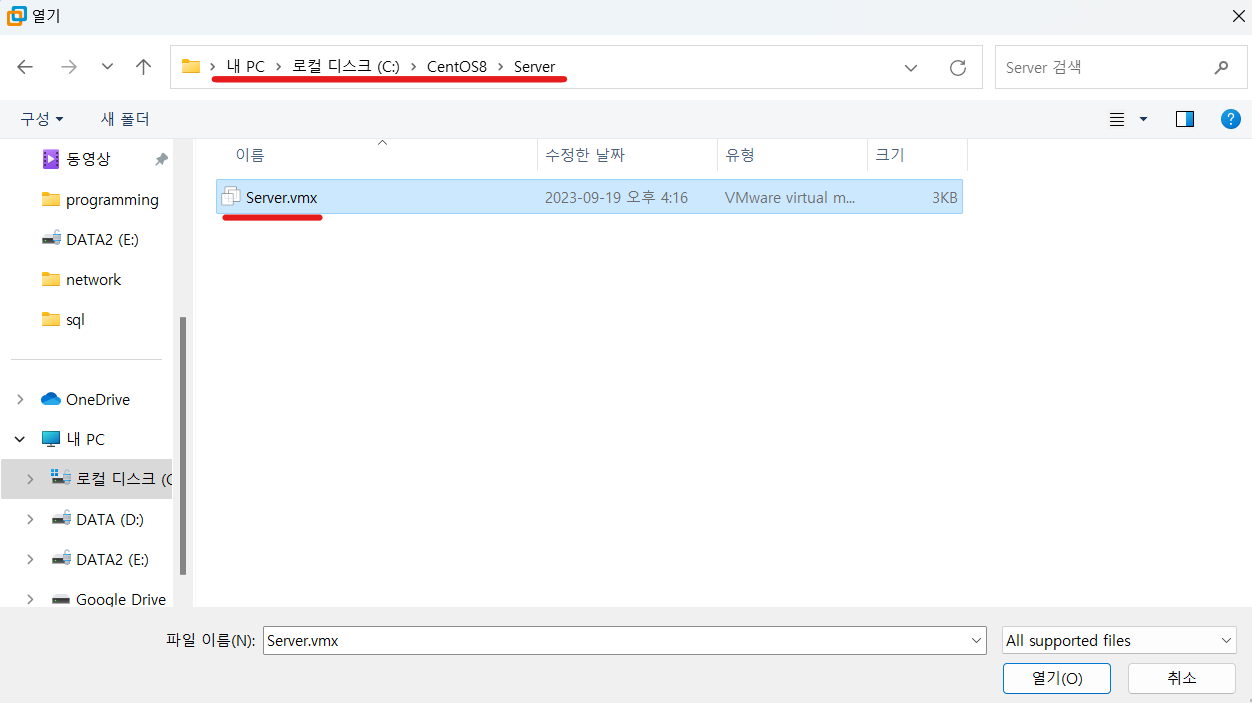 열기
내 PC > 로컬 디스크 (C:) > CentOS8 > Server
Server 검색
구성 새 폴더
이름 수정한 날짜 유형 크기
Server.vmx 2023-09-19 오후 4:16 VMware virtual m... 3KB
동영상
programming
DATA2 (E:)
network
sql
OneDrive
내 PC
로컬 디스크 (C
DATA (D:)
DATA2 (E:)
Google Drive
파일 이름(N): Server.vmx All supported files
열기(O) 취소